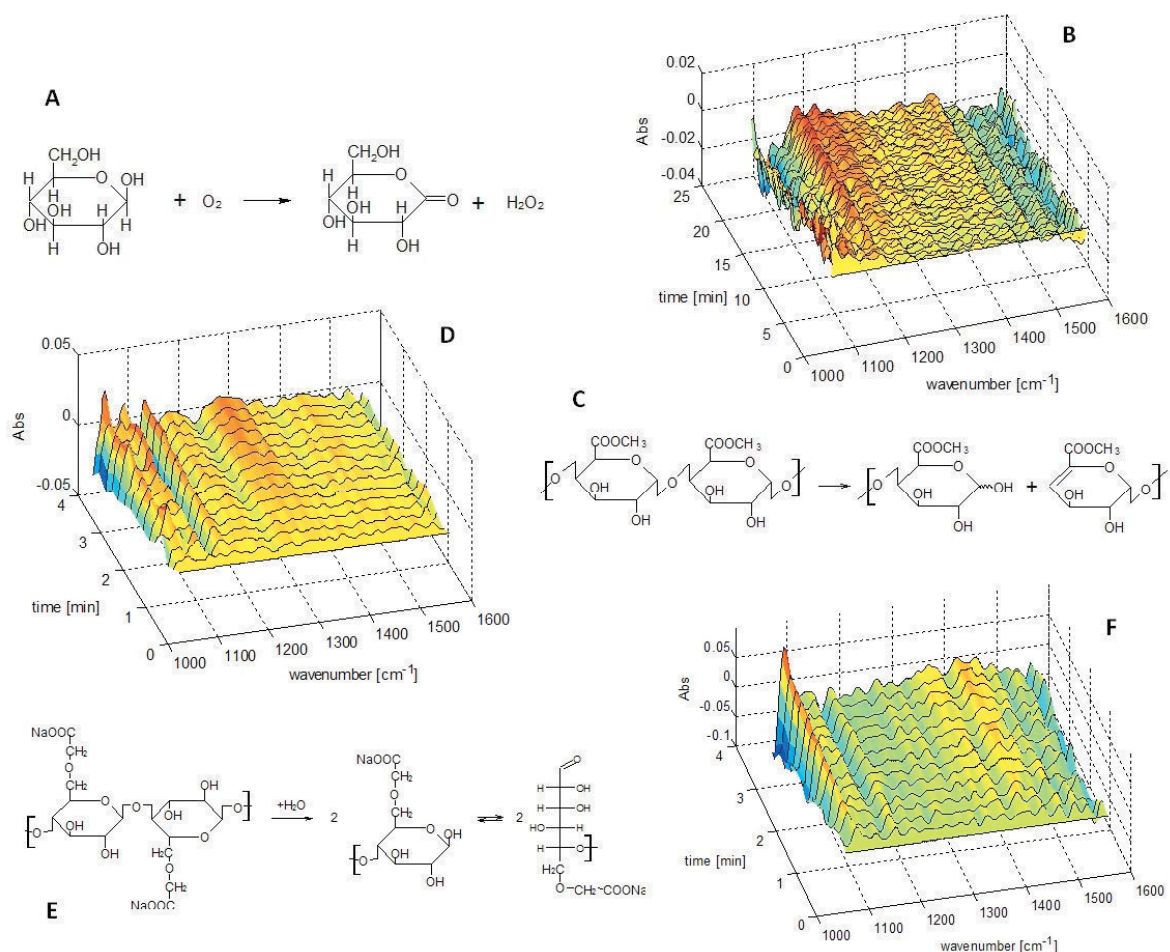 A
CH₂OH
H
O
OH
H
H
OH
H
OH
H
H
OH
+ O₂
CH₂OH
H
O
H
H
OH
OH
H
O
H
OH
+ H₂O₂
B
0.02
0
-0.02
-0.04
Abs
25
20
15
10
5
0
time [min]
1000
1100
1200
1300
1400
1500
1600
wavenumber [cm⁻¹]
D
0.05
0
-0.05
Abs
4
3
2
1
0
time [min]
1000
1100
1200
1300
1400
1500
1600
wavenumber [cm⁻¹]
C
COOCH₃
COOCH₃
O
O
[ O
OH
O
OH
O ]
OH
OH
COOCH₃
O
[ O
OH
OH
OH
+
COOCH₃
O
OH
O ]
OH
F
0.05
0
-0.05
-0.1
Abs
4
3
2
1
0
time [min]
1000
1100
1200
1300
1400
1500
1600
wavenumber [cm⁻¹]
E
NaOOC
CH₂
O
CH₂
OH
O
O
OH
OH
O
[ O
OH
O
O ]
H₂C
O
CH₂
NaOOC
+H₂O
2
NaOOC
CH₂
O
CH₂
O
OH
[ O
OH
OH
2
O
H
OH
H
OH
HO
H
H
O ]
H₂C
O–CH₂–COONa